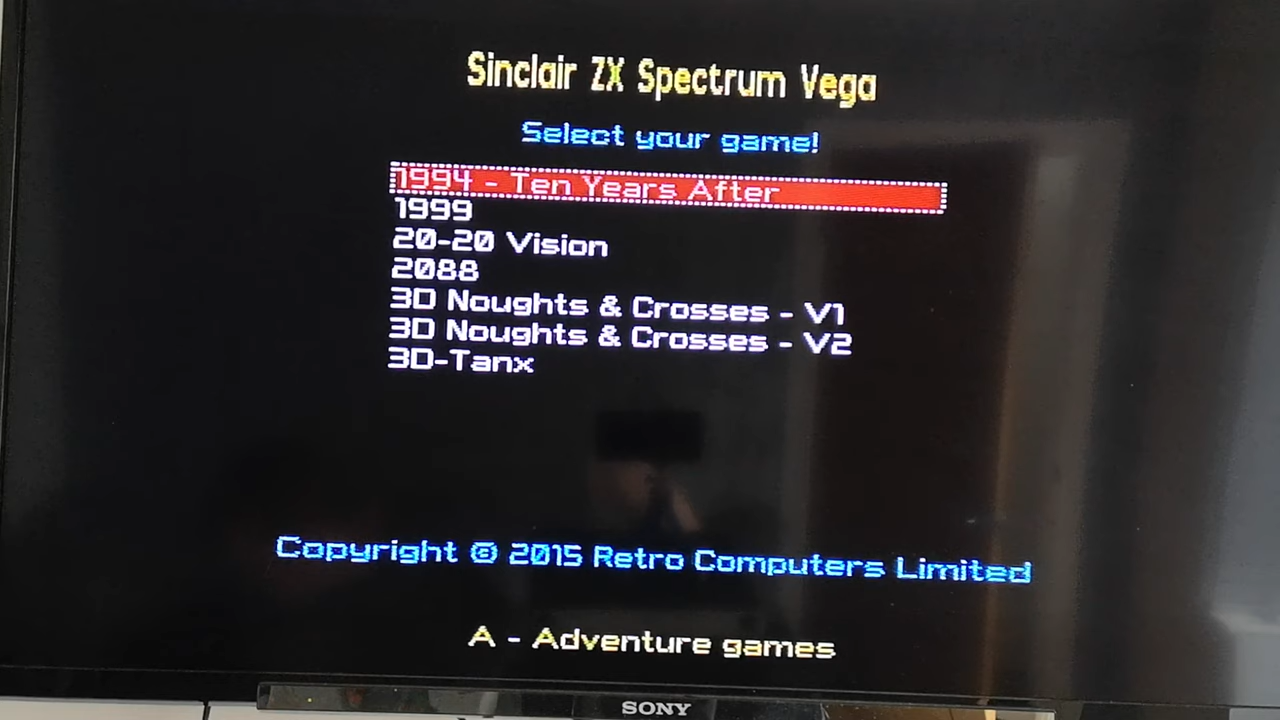 Sinclair ZX Spectrum Vega
Select your game!
1994 - Ten Years After
1999
20-20 Vision
2088
3D Noughts & Crosses - V1
3D Noughts & Crosses - V2
3D-Tanx
Copyright © 2015 Retro Computers Limited
A - Adventure games
SONY